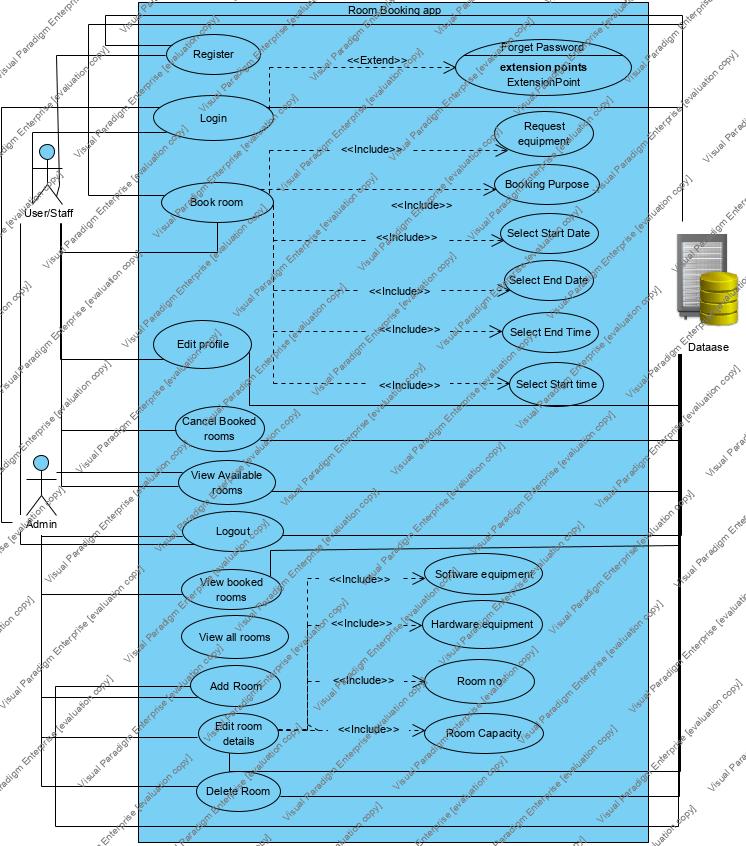 Room Booking app
Register
<<Extend>>
Forget Password
extension points
ExtensionPoint
Login
Request
equipment
<<Include>>
Booking Purpose
Book room
<<Include>>
User/Staff
Select Start Date
<<Include>>
Select End Date
<<Include>>
Select End Time
<<Include>>
Edit profile
Dataase
Select Start time
<<Include>>
Cancel Booked
rooms
View Available
rooms
Admin
Logout
Software equipment
<<Include>>
View booked
rooms
Hardware equipment
<<Include>>
View all rooms
Room no
<<Include>>
Add Room
Edit room
details
<<Include>>
Room Capacity
Delete Room
Visual Paradigm Enterprise [evaluation copy]